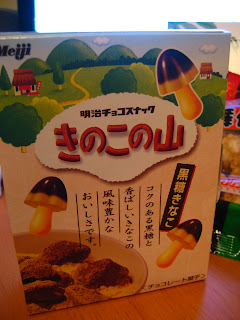 Meiji
明治チョコスナック
きのこの山
黒糖きなこ
コクのある黒糖と
香ばしいきなこの
風味豊かな
おいしさです。
チョコレート菓子